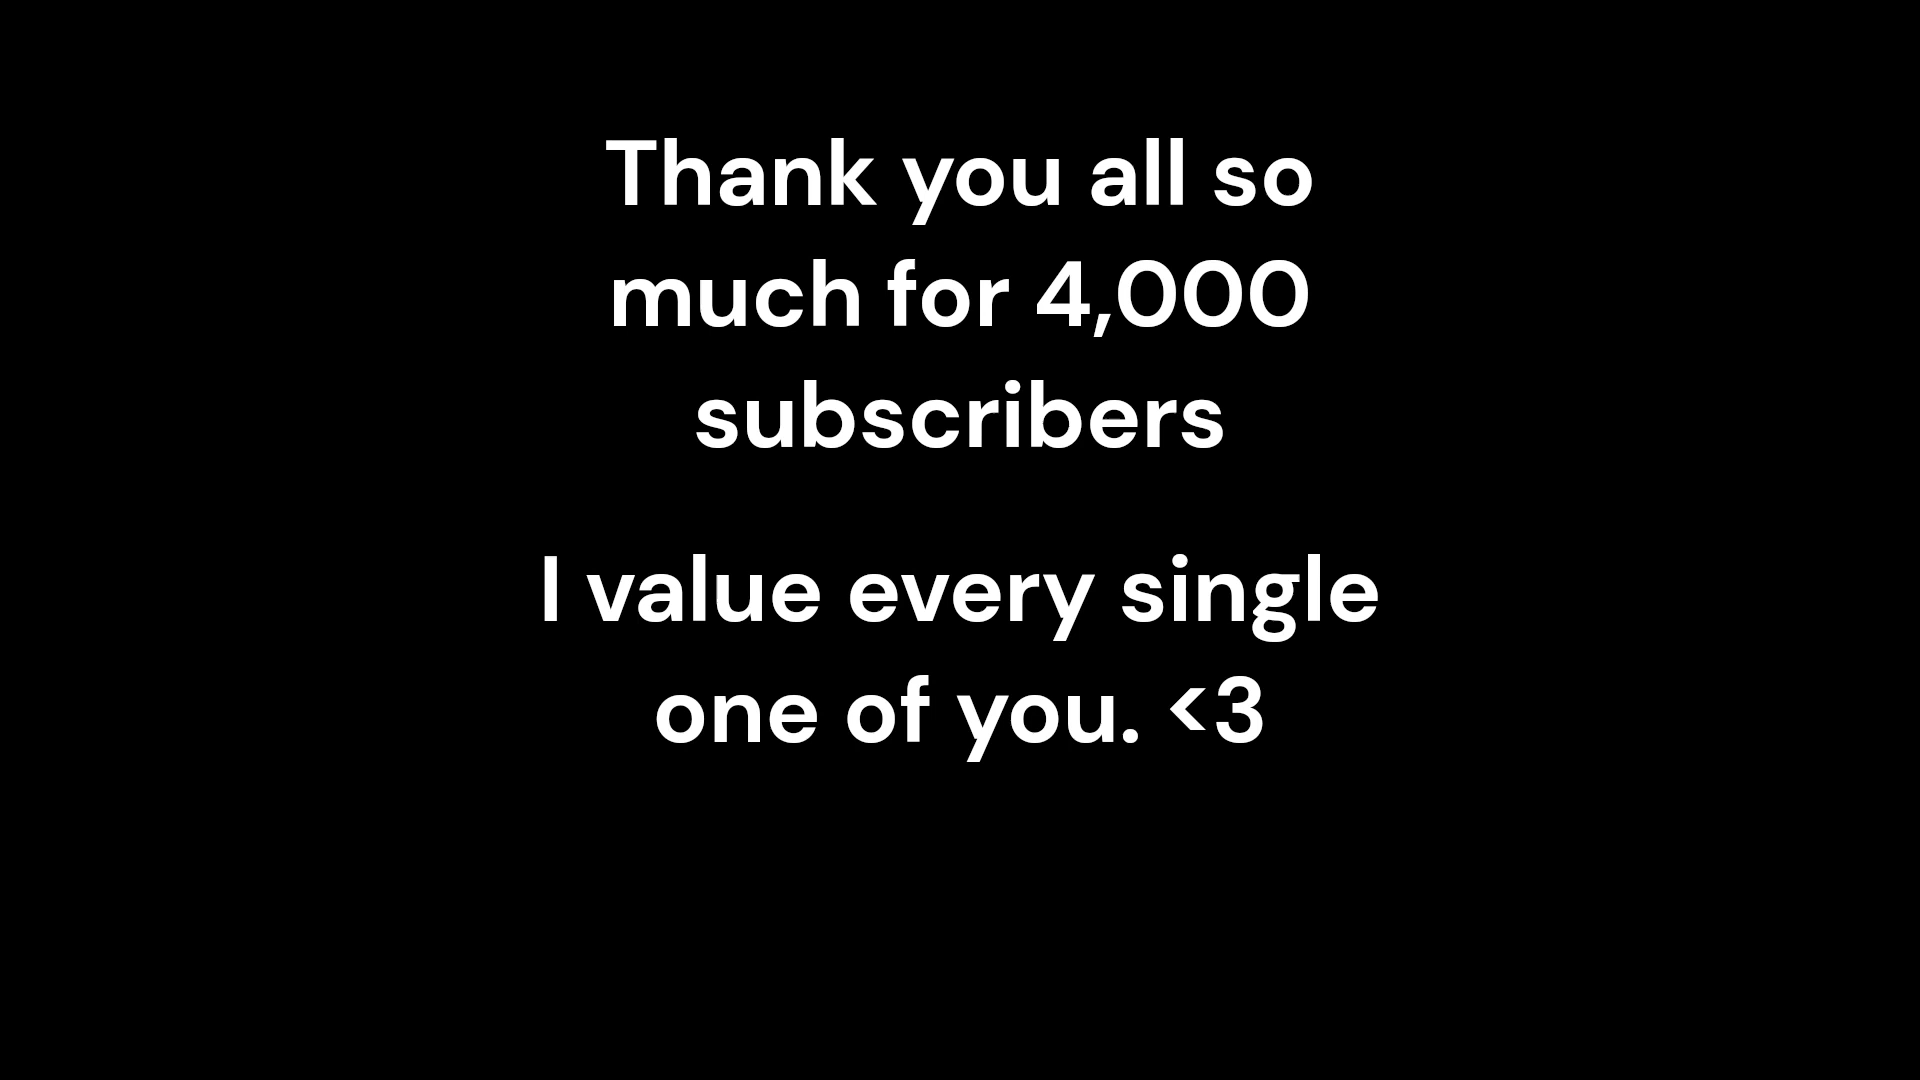 Thank you all so
much for 4,000
subscribers
I value every single
one of you. <3